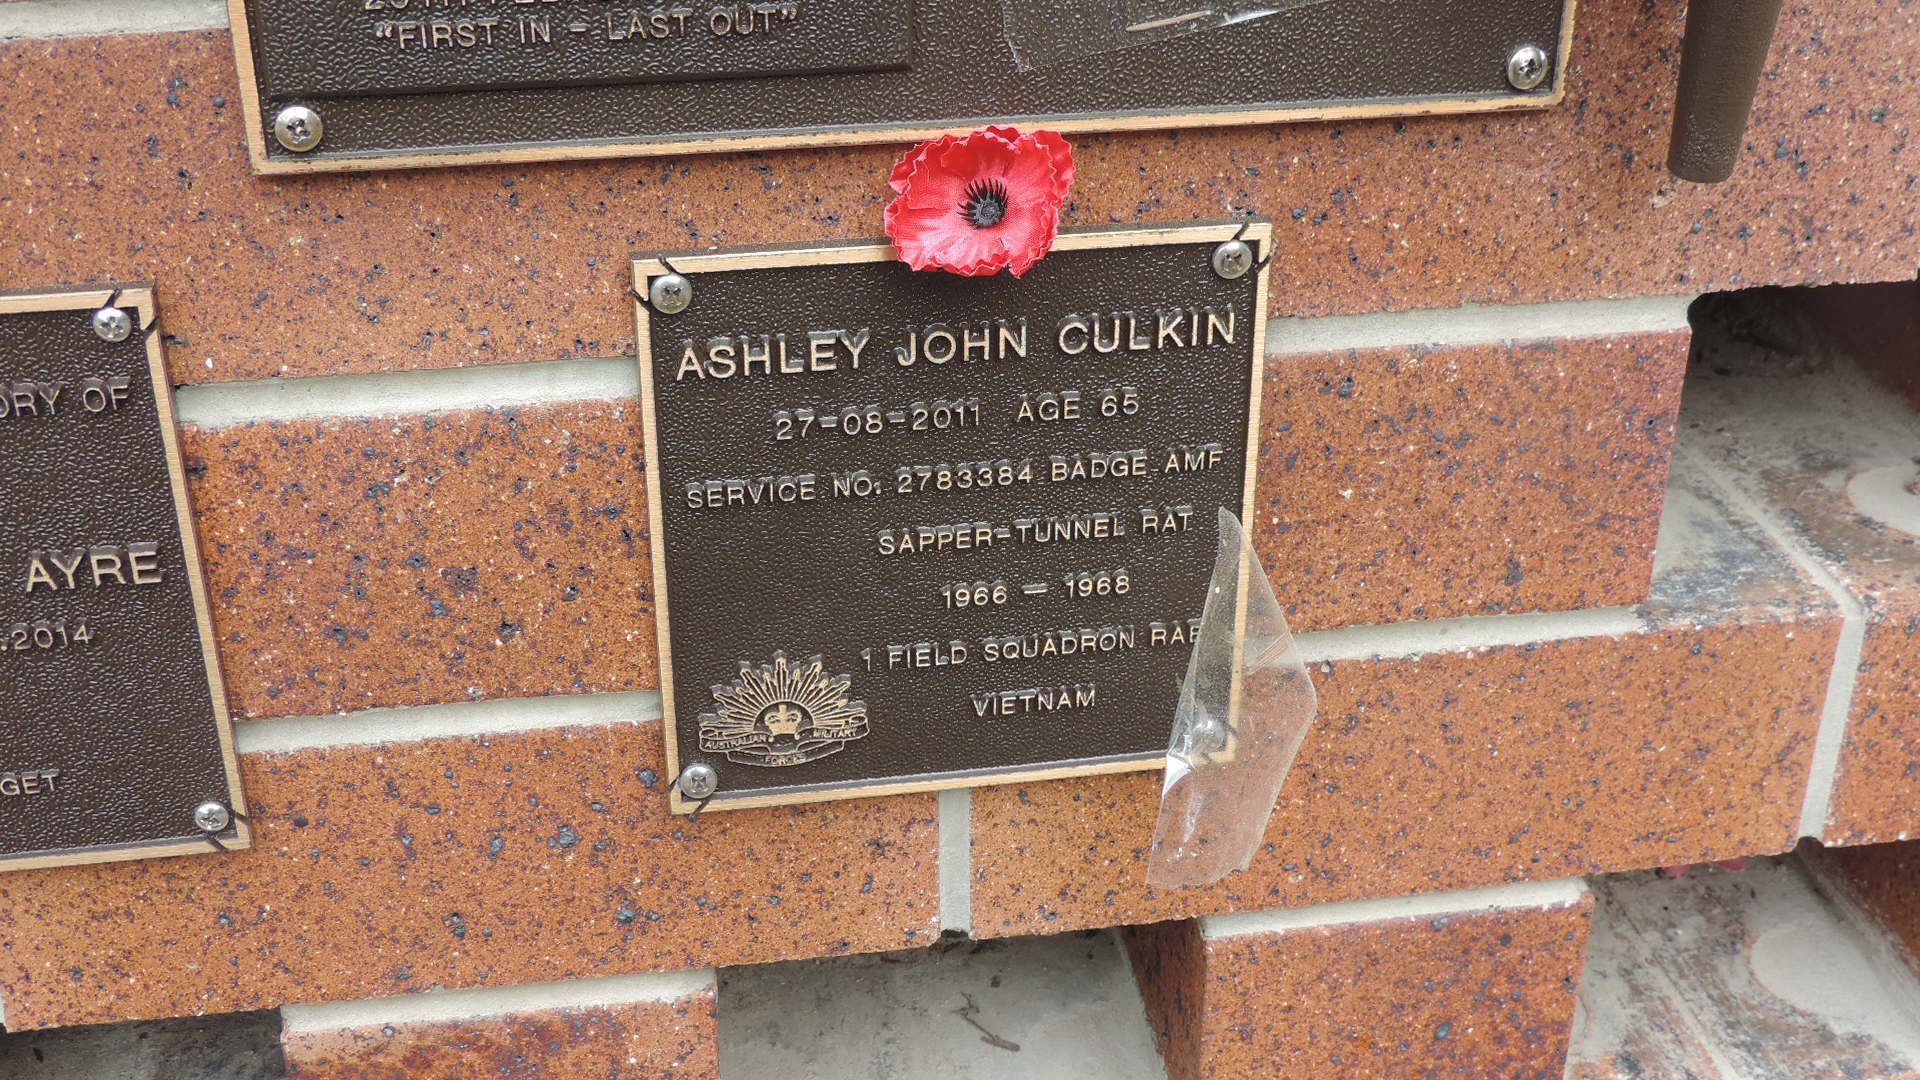 "FIRST IN - LAST OUT"
ORY OF
AYRE
.2014
GET
ASHLEY JOHN CULKIN
27-08-2011 AGE 65
SERVICE NO. 2783384 BADGE AMF
SAPPER-TUNNEL RAT
1966 - 1968
1 FIELD SQUADRON RAE
VIETNAM
AUSTRALIAN MILITARY
FORCES